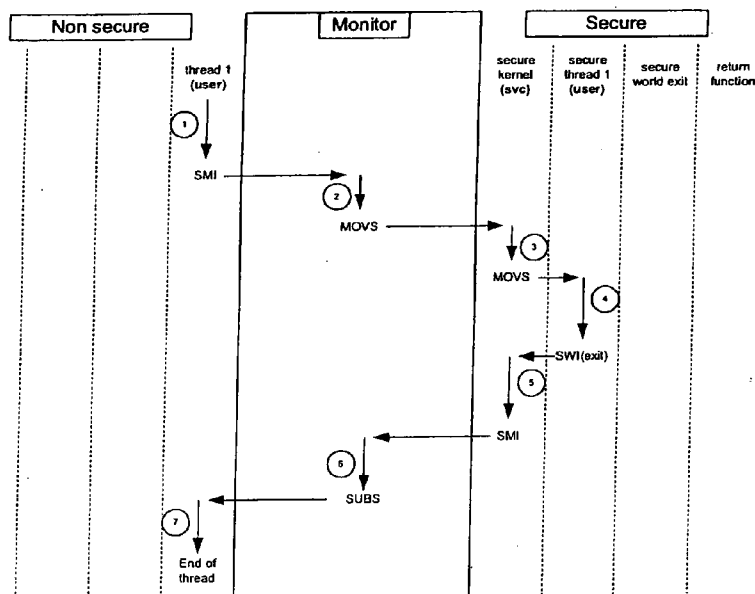 Non secure
Monitor
Secure
thread 1
(user)
secure
kernel
(svc)
secure
thread 1
(user)
secure
world exit
return
function
1
SMI
2
MOVS
3
MOVS
4
SWI(exit)
5
SMI
6
SUBS
7
End of
thread